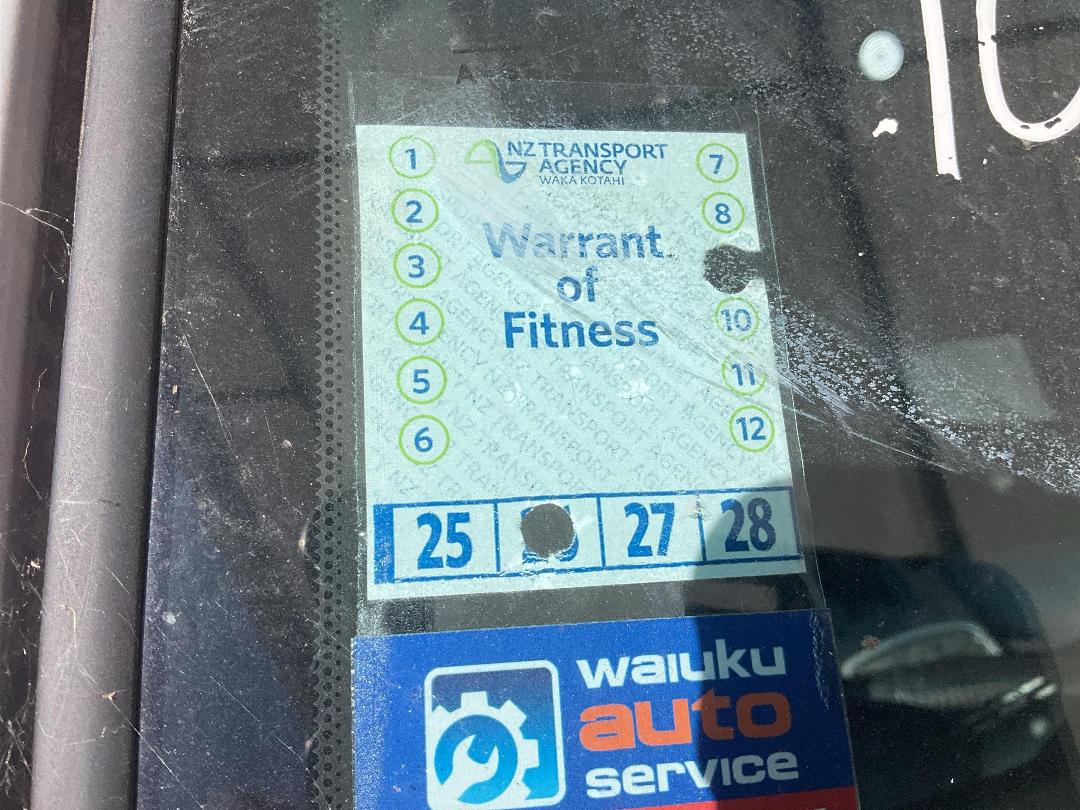 1
2
3
4
5
6
NZ TRANSPORT
AGENCY
WAKA KOTAHI
Warrant
of
Fitness
7
8
10
11
12
25 27 28
waiuku
auto
service
10